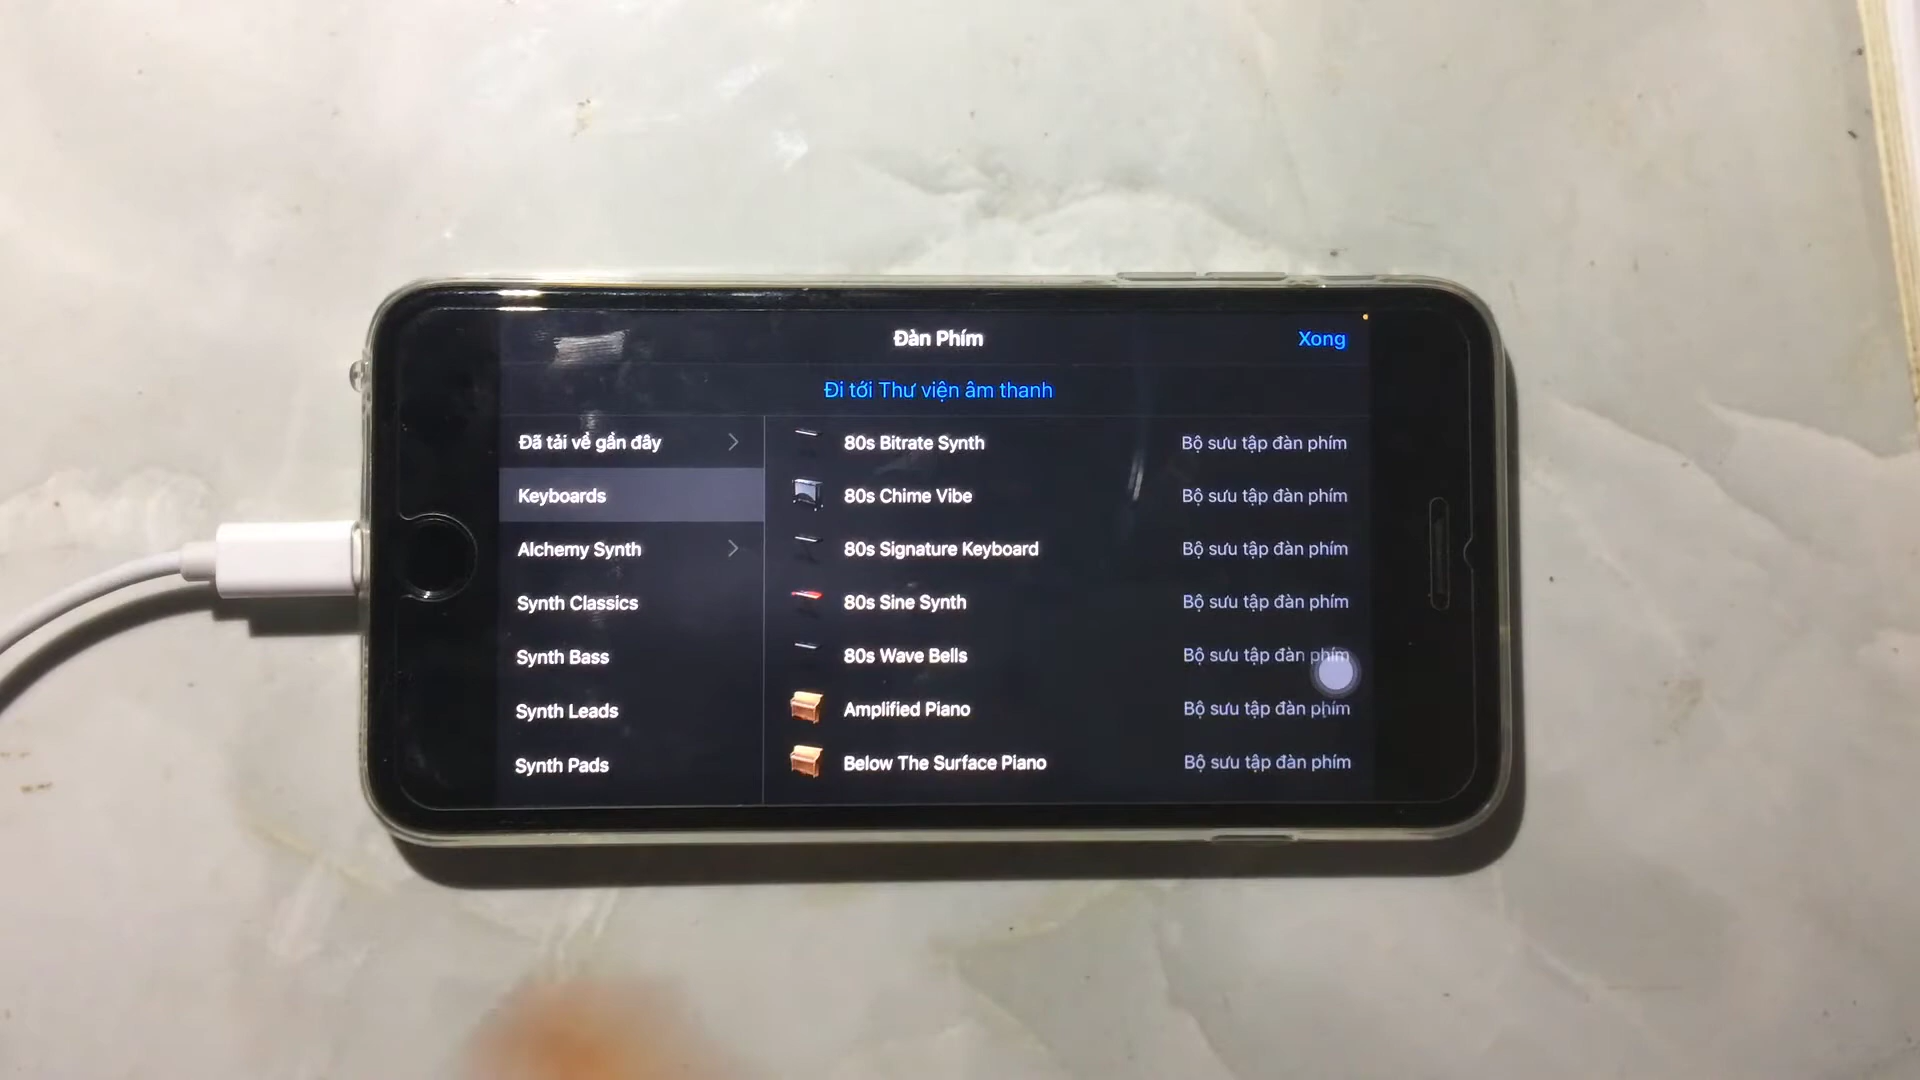 Đàn Phím
Xong
Đi tới Thư viện âm thanh
Đã tải về gần đây
Keyboards
Alchemy Synth
Synth Classics
Synth Bass
Synth Leads
Synth Pads
80s Bitrate Synth Bộ sưu tập đàn phím
80s Chime Vibe Bộ sưu tập đàn phím
80s Signature Keyboard Bộ sưu tập đàn phím
80s Sine Synth Bộ sưu tập đàn phím
80s Wave Bells Bộ sưu tập đàn phím
Amplified Piano Bộ sưu tập đàn phím
Below The Surface Piano Bộ sưu tập đàn phím